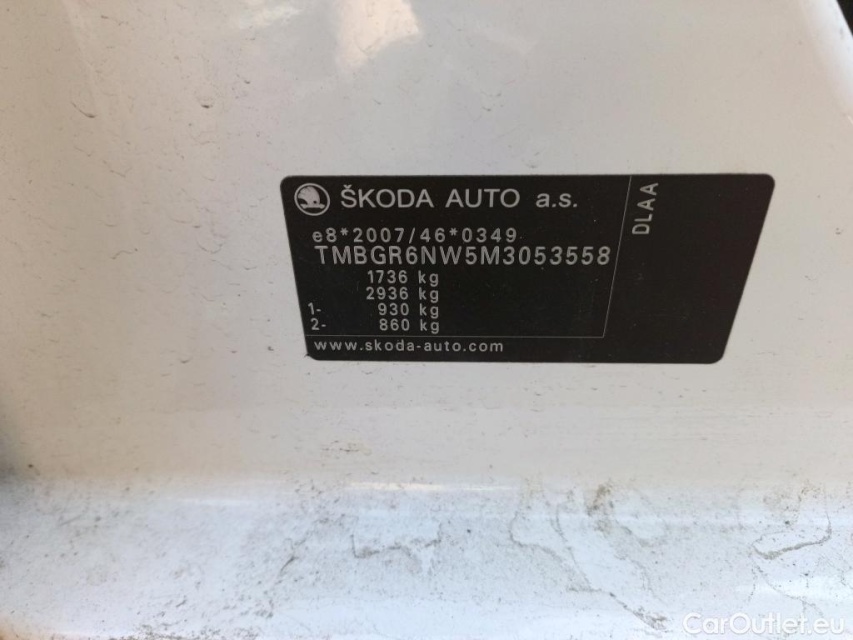 ŠKODA AUTO a.s.
e8*2007/46*0349
TMBGR6NW5M3053558
1736 kg
2936 kg
1- 930 kg
2- 860 kg
www.skoda-auto.com
DLAA
CarOutlet.eu